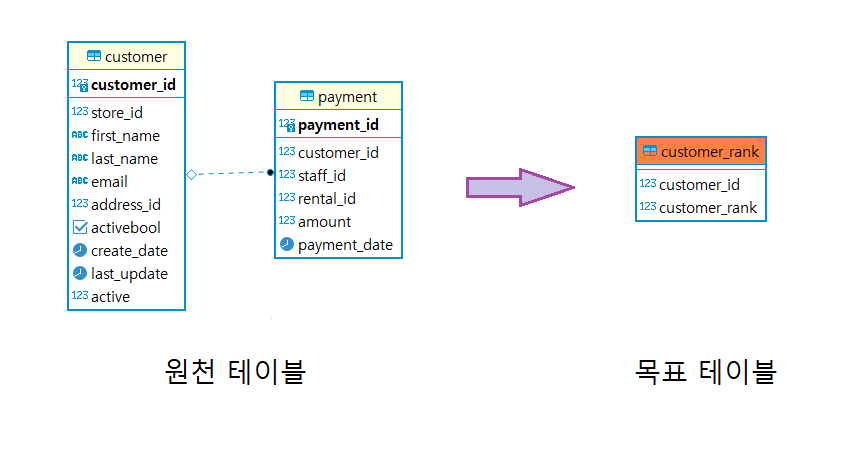 customer
123 customer_id
123 store_id
ABC first_name
ABC last_name
ABC email
123 address_id
activebool
create_date
last_update
123 active
payment
123 payment_id
123 customer_id
123 staff_id
123 rental_id
123 amount
payment_date
customer_rank
123 customer_id
123 customer_rank
원천 테이블
목표 테이블